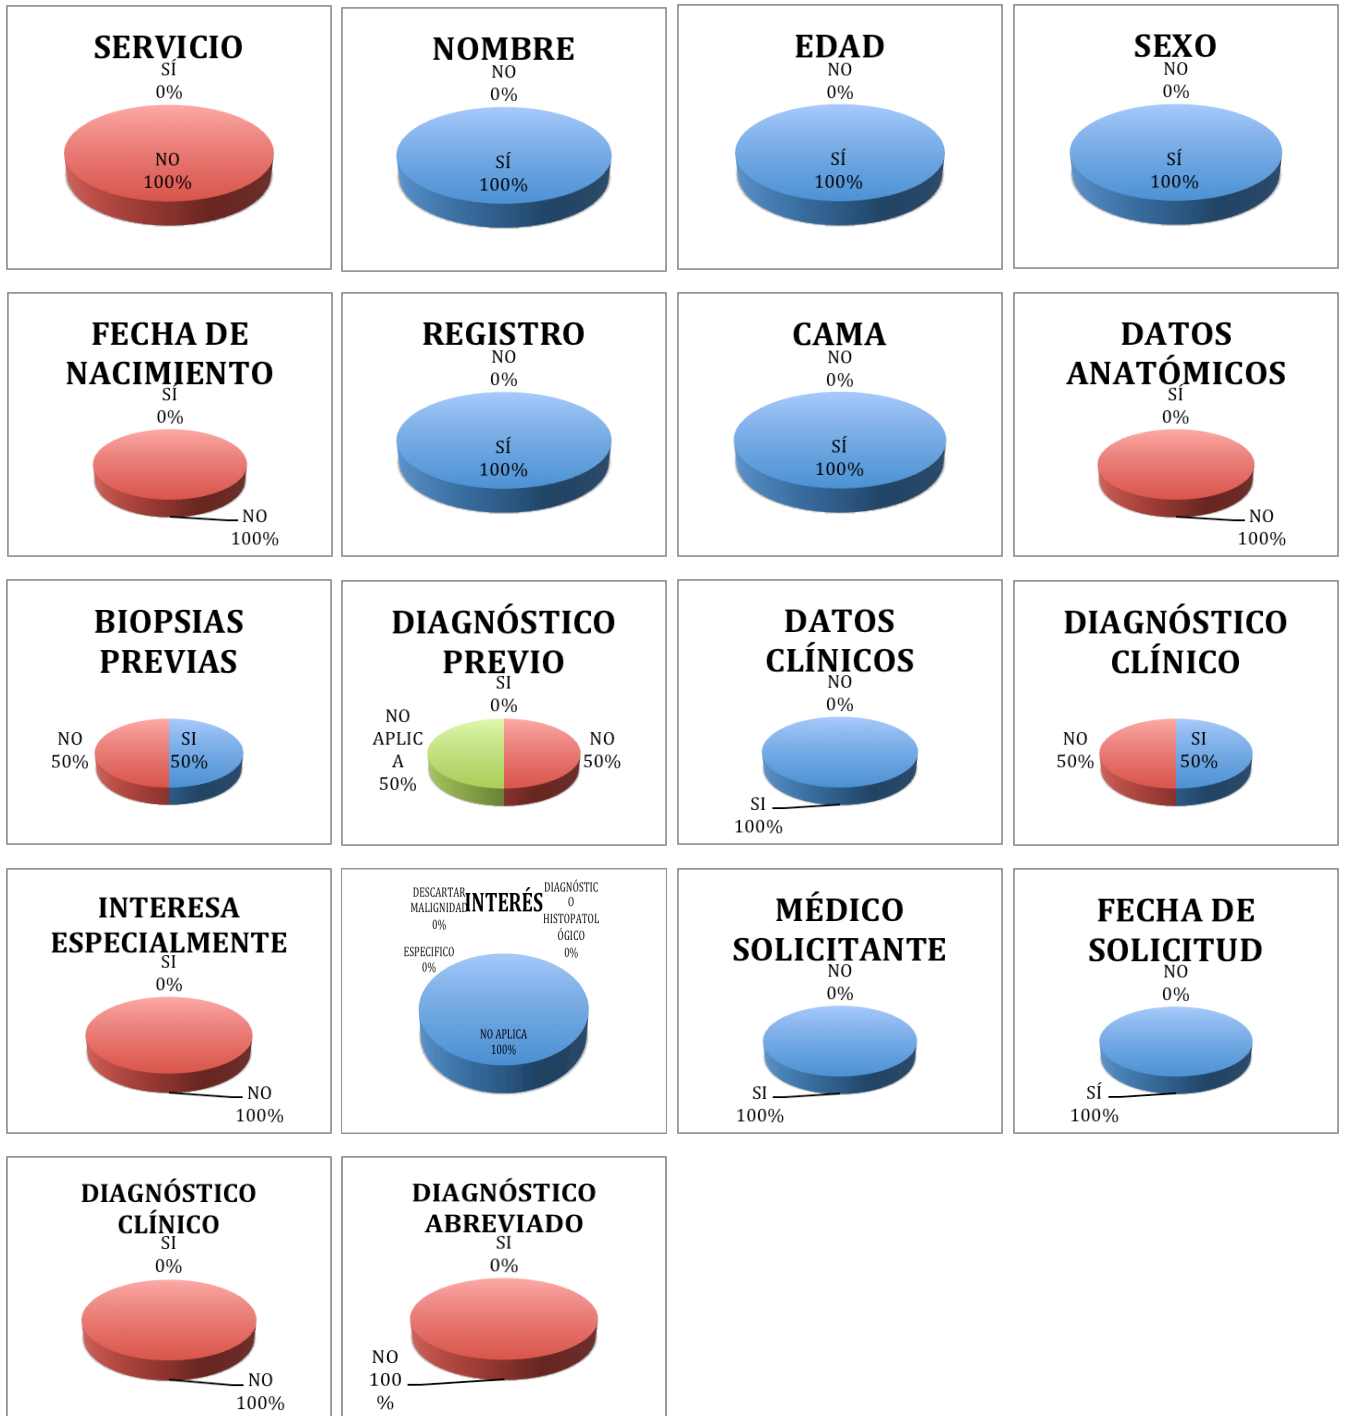 SERVICIO
SÍ
0%
NO
100%
NOMBRE
NO
0%
SÍ
100%
EDAD
NO
0%
SÍ
100%
SEXO
NO
0%
SÍ
100%
FECHA DE
NACIMIENTO
SÍ
0%
NO
100%
REGISTRO
NO
0%
SÍ
100%
CAMA
NO
0%
SÍ
100%
DATOS
ANATÓMICOS
SÍ
0%
NO
100%
BIOPSIAS
PREVIAS
NO
50%
SI
50%
DIAGNÓSTICO
PREVIO
SI
0%
NO
APLIC
A
50%
NO
50%
DATOS
CLÍNICOS
NO
0%
SI
100%
DIAGNÓSTICO
CLÍNICO
NO
50%
SI
50%
INTERESA
ESPECIALMENTE
SI
0%
NO
100%
INTERÉS
DESCARTAR
MALIGNIDAD
0%
DIAGNÓSTIC
O
HISTOPATOL
ÓGICO
0%
ESPECIFICO
0%
NO APLICA
100%
MÉDICO
SOLICITANTE
NO
0%
SI
100%
FECHA DE
SOLICITUD
NO
0%
SÍ
100%
DIAGNÓSTICO
CLÍNICO
SI
0%
NO
100%
DIAGNÓSTICO
ABREVIADO
SI
0%
NO
100
%